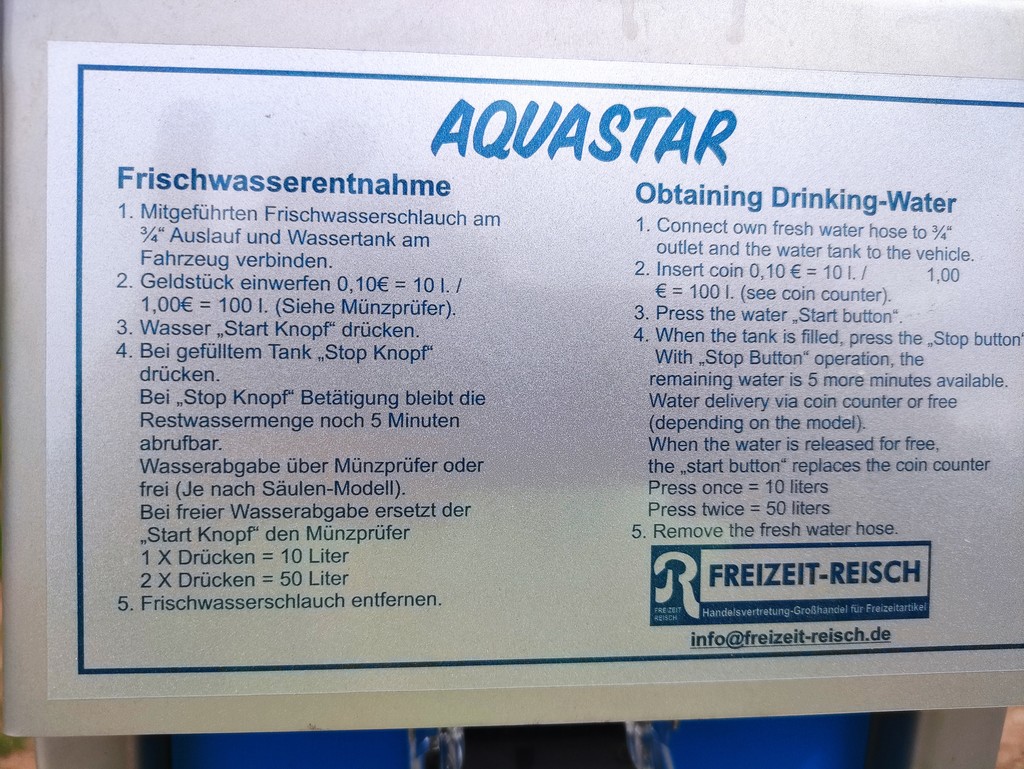 AQUASTAR
Frischwasserentnahme
1. Mitgeführten Frischwasserschlauch am
¾“ Auslauf und Wassertank am
Fahrzeug verbinden.
2. Geldstück einwerfen 0,10€ = 10 l. /
1,00€ = 100 l. (Siehe Münzprüfer).
3. Wasser „Start Knopf“ drücken.
4. Bei gefülltem Tank „Stop Knopf“
drücken.
Bei „Stop Knopf“ Betätigung bleibt die
Restwassermenge noch 5 Minuten
abrufbar.
Wasserabgabe über Münzprüfer oder
frei (Je nach Säulen-Modell).
Bei freier Wasserabgabe ersetzt der
„Start Knopf“ den Münzprüfer
1 X Drücken = 10 Liter
2 X Drücken = 50 Liter
5. Frischwasserschlauch entfernen.
Obtaining Drinking-Water
1. Connect own fresh water hose to ¾“
outlet and the water tank to the vehicle.
2. Insert coin 0,10 € = 10 l. / 1,00
€ = 100 l. (see coin counter).
3. Press the water „Start button“.
4. When the tank is filled, press the „Stop button“
With „Stop Button“ operation, the
remaining water is 5 more minutes available.
Water delivery via coin counter or free
(depending on the model).
When the water is released for free,
the „start button“ replaces the coin counter
Press once = 10 liters
Press twice = 50 liters
5. Remove the fresh water hose.
R
FREIZEIT
REISCH
FREIZEIT-REISCH
Handelsvertretung-Großhandel für Freizeitartikel
info@freizeit-reisch.de